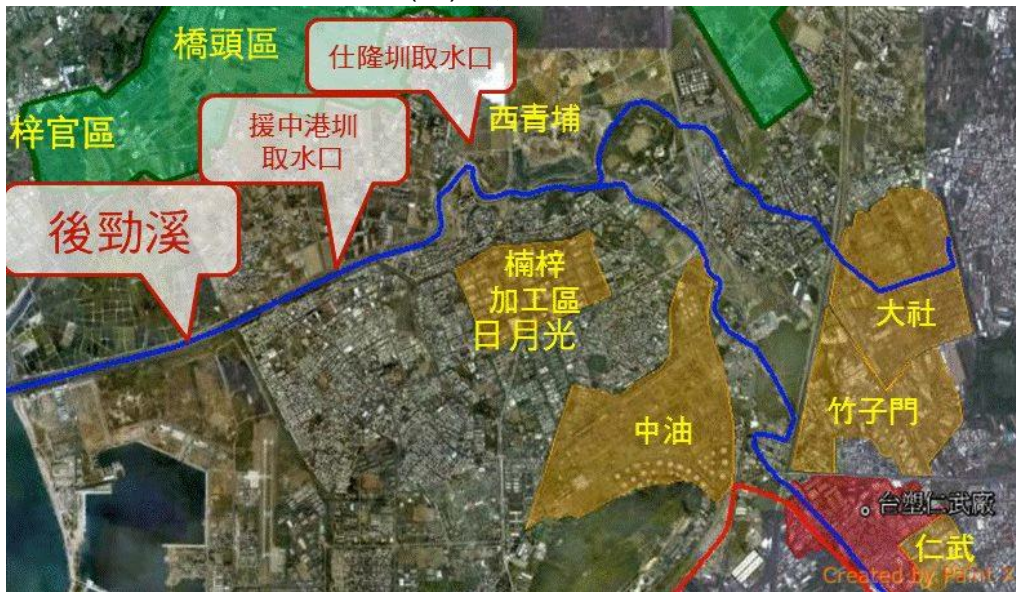 橋頭區
仕隆圳取水口
梓官區
援中港圳
取水口
西青埔
後勁溪
楠梓
加工區
日月光
大社
竹子門
中油
台塑仁武廠
仁武
Created by Paint X